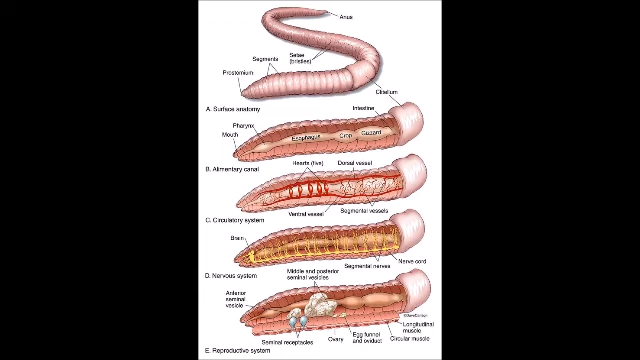 Anus
Setae
(bristles)
Segments
Prostomium
Clitellum
A. Surface anatomy
Intestine
Pharynx
Mouth
Esophagus
Crop
Gizzard
B. Alimentary canal
Hearts (five)
Dorsal vessel
Ventral vessel
Segmental vessels
C. Circulatory system
Brain
Nerve cord
Segmental nerves
D. Nervous system
Middle and posterior
seminal vesicles
Anterior
seminal
vesicle
Longitudinal
muscle
Circular muscle
Seminal receptacles
Ovary
Egg funnel
and oviduct
E. Reproductive system